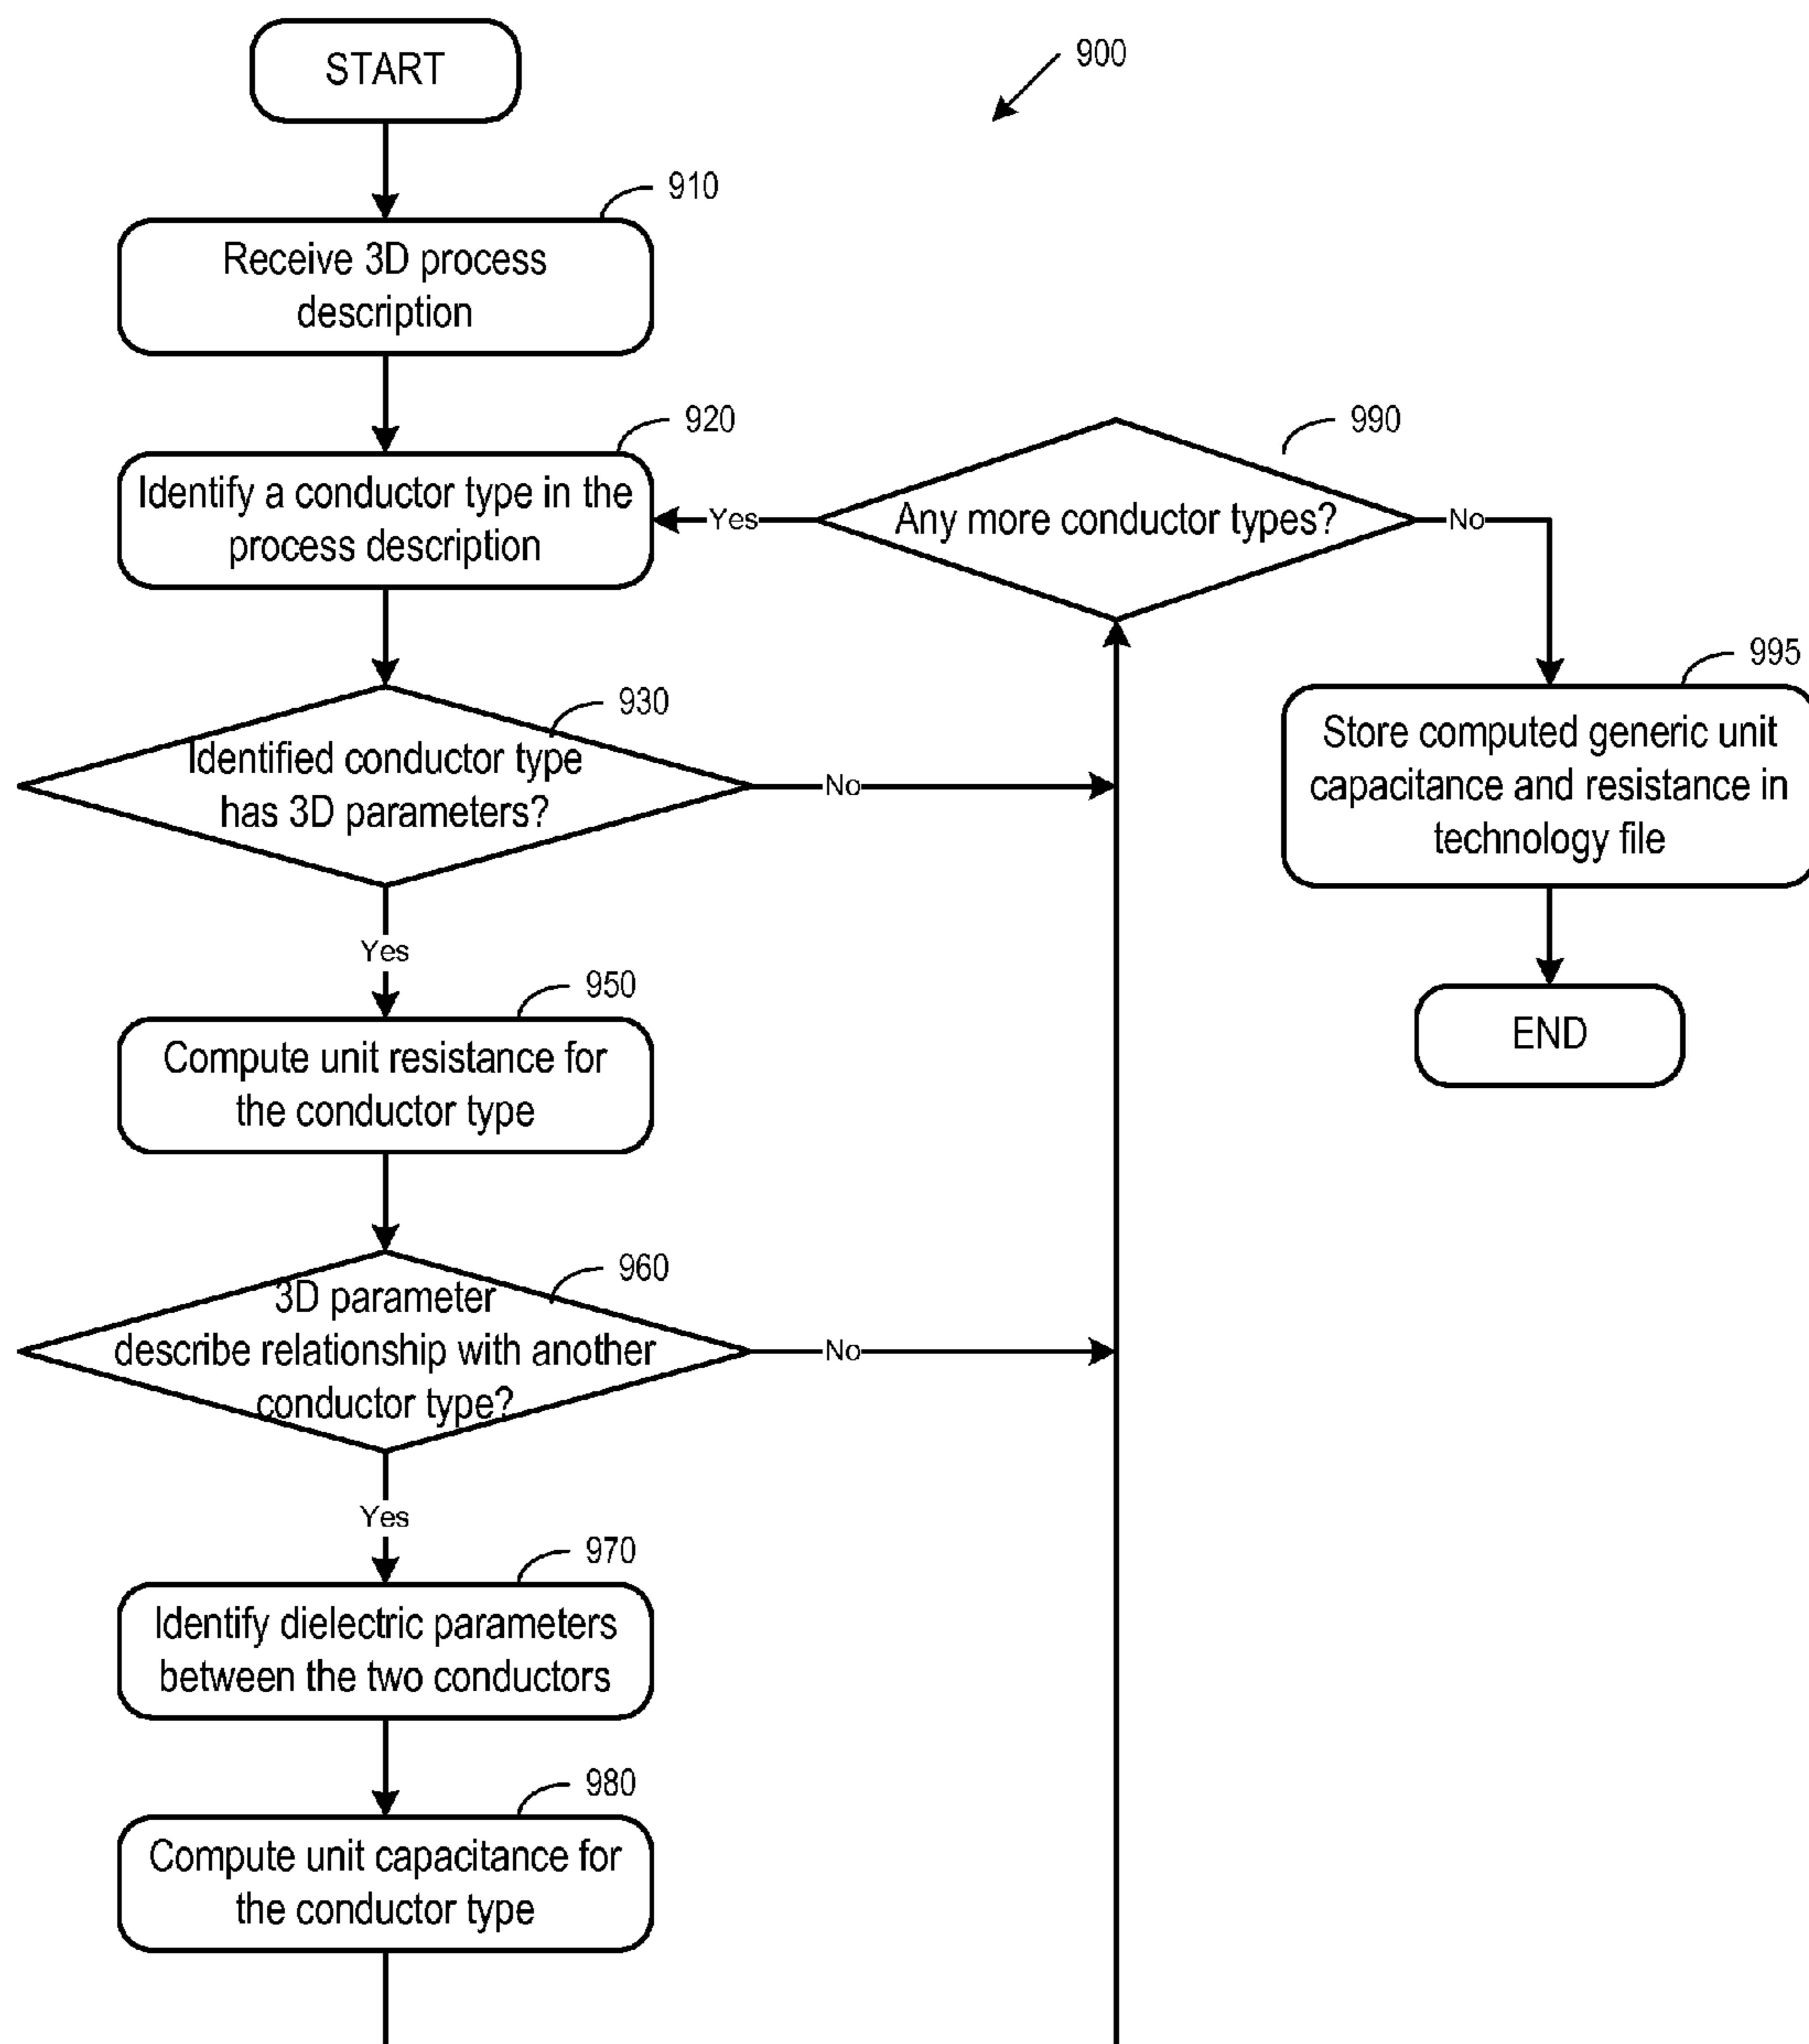 START
900
910
Receive 3D process
description
920
Identify a conductor type in the
process description
990
Any more conductor types?
Yes
No
930
Identified conductor type
has 3D parameters?
No
Yes
995
Store computed generic unit
capacitance and resistance in
technology file
END
950
Compute unit resistance for
the conductor type
960
3D parameter
describe relationship with another
conductor type?
No
Yes
970
Identify dielectric parameters
between the two conductors
980
Compute unit capacitance for
the conductor type